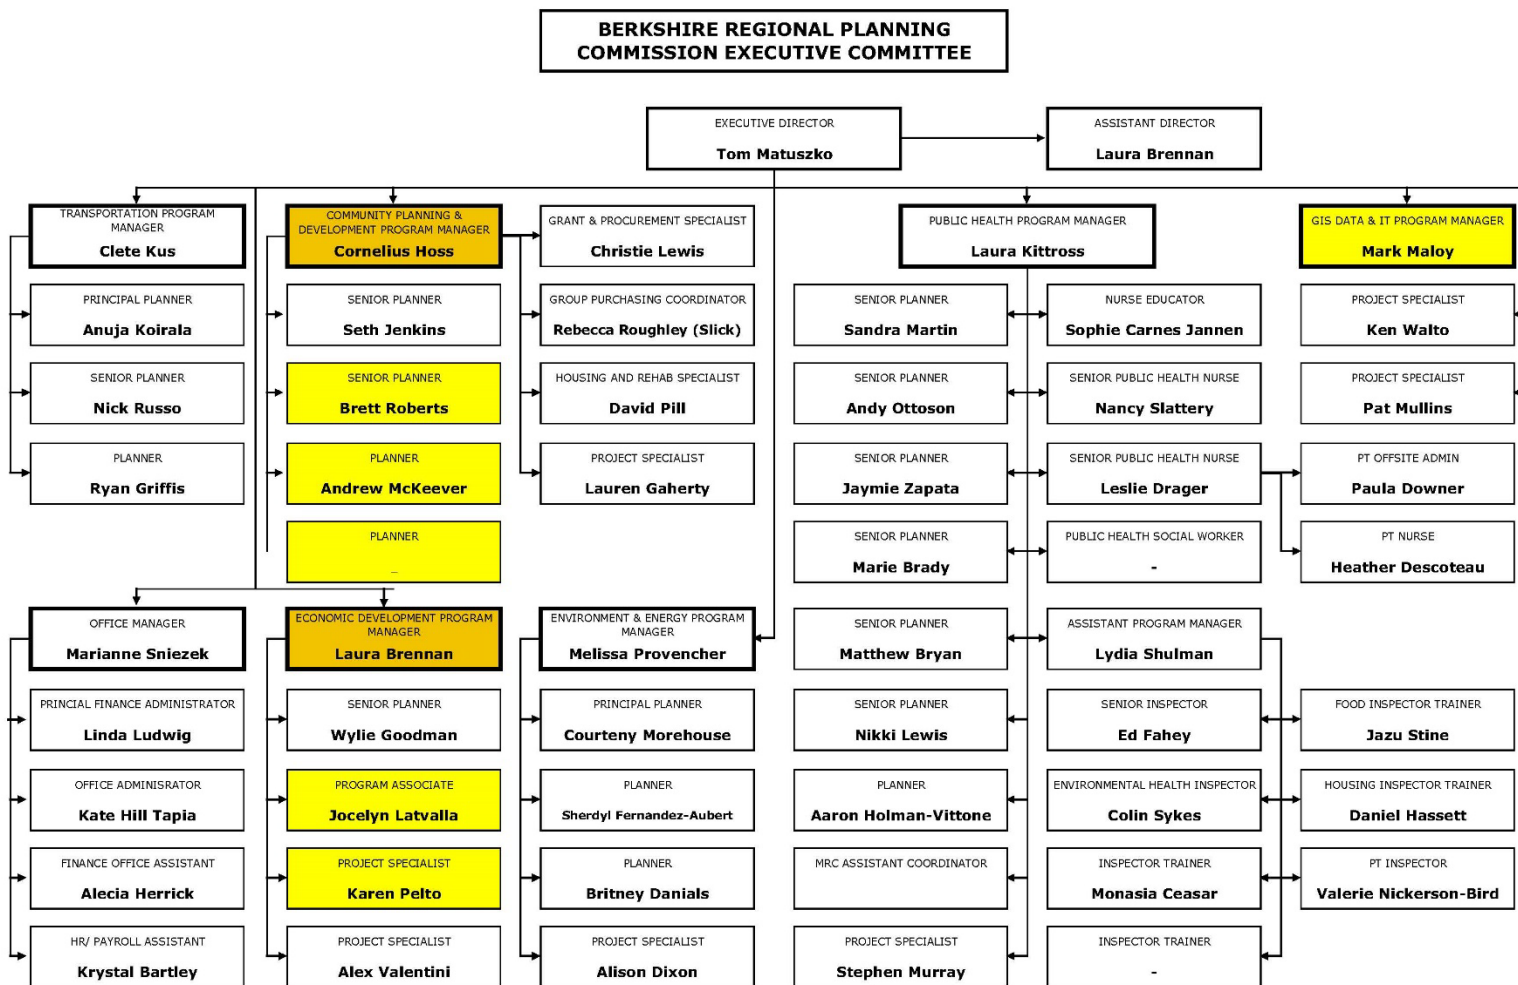 BERKSHIRE REGIONAL PLANNING
COMMISSION EXECUTIVE COMMITTEE
EXECUTIVE DIRECTOR
Tom Matuszko
ASSISTANT DIRECTOR
Laura Brennan
TRANSPORTATION PROGRAM
MANAGER
Clete Kus
COMMUNITY PLANNING &
DEVELOPMENT PROGRAM MANAGER
Cornelius Hoss
GRANT & PROCUREMENT SPECIALIST
Christie Lewis
PUBLIC HEALTH PROGRAM MANAGER
Laura Kittross
GIS DATA & IT PROGRAM MANAGER
Mark Maloy
PRINCIPAL PLANNER
Anuja Koirala
SENIOR PLANNER
Seth Jenkins
GROUP PURCHASING COORDINATOR
Rebecca Roughley (Slick)
SENIOR PLANNER
Sandra Martin
NURSE EDUCATOR
Sophie Carnes Jannen
PROJECT SPECIALIST
Ken Walto
SENIOR PLANNER
Nick Russo
SENIOR PLANNER
Brett Roberts
HOUSING AND REHAB SPECIALIST
David Pill
SENIOR PLANNER
Andy Ottoson
SENIOR PUBLIC HEALTH NURSE
Nancy Slattery
PROJECT SPECIALIST
Pat Mullins
PLANNER
Ryan Griffis
PLANNER
Andrew McKeever
PROJECT SPECIALIST
Lauren Gaherty
SENIOR PLANNER
Jaymie Zapata
SENIOR PUBLIC HEALTH NURSE
Leslie Drager
PT OFFSITE ADMIN
Paula Downer
PLANNER
_
SENIOR PLANNER
Marie Brady
PUBLIC HEALTH SOCIAL WORKER
-
PT NURSE
Heather Descoteau
OFFICE MANAGER
Marianne Sniezek
ECONOMIC DEVELOPMENT PROGRAM
MANAGER
Laura Brennan
ENVIRONMENT & ENERGY PROGRAM
MANAGER
Melissa Provencher
SENIOR PLANNER
Matthew Bryan
ASSISTANT PROGRAM MANAGER
Lydia Shulman
PRINCIAL FINANCE ADMINISTRATOR
Linda Ludwig
SENIOR PLANNER
Wylie Goodman
PRINCIPAL PLANNER
Courteny Morehouse
SENIOR PLANNER
Nikki Lewis
SENIOR INSPECTOR
Ed Fahey
FOOD INSPECTOR TRAINER
Jazu Stine
OFFICE ADMINISRATOR
Kate Hill Tapia
PROGRAM ASSOCIATE
Jocelyn Latvalla
PLANNER
Sherdyl Fernandez-Aubert
PLANNER
Aaron Holman-Vittone
ENVIRONMENTAL HEALTH INSPECTOR
Colin Sykes
HOUSING INSPECTOR TRAINER
Daniel Hassett
FINANCE OFFICE ASSISTANT
Alecia Herrick
PROJECT SPECIALIST
Karen Pelto
PLANNER
Britney Danials
MRC ASSISTANT COORDINATOR
INSPECTOR TRAINER
Monasia Ceasar
PT INSPECTOR
Valerie Nickerson-Bird
HR/ PAYROLL ASSISTANT
Krystal Bartley
PROJECT SPECIALIST
Alex Valentini
PROJECT SPECIALIST
Alison Dixon
PROJECT SPECIALIST
Stephen Murray
INSPECTOR TRAINER
-